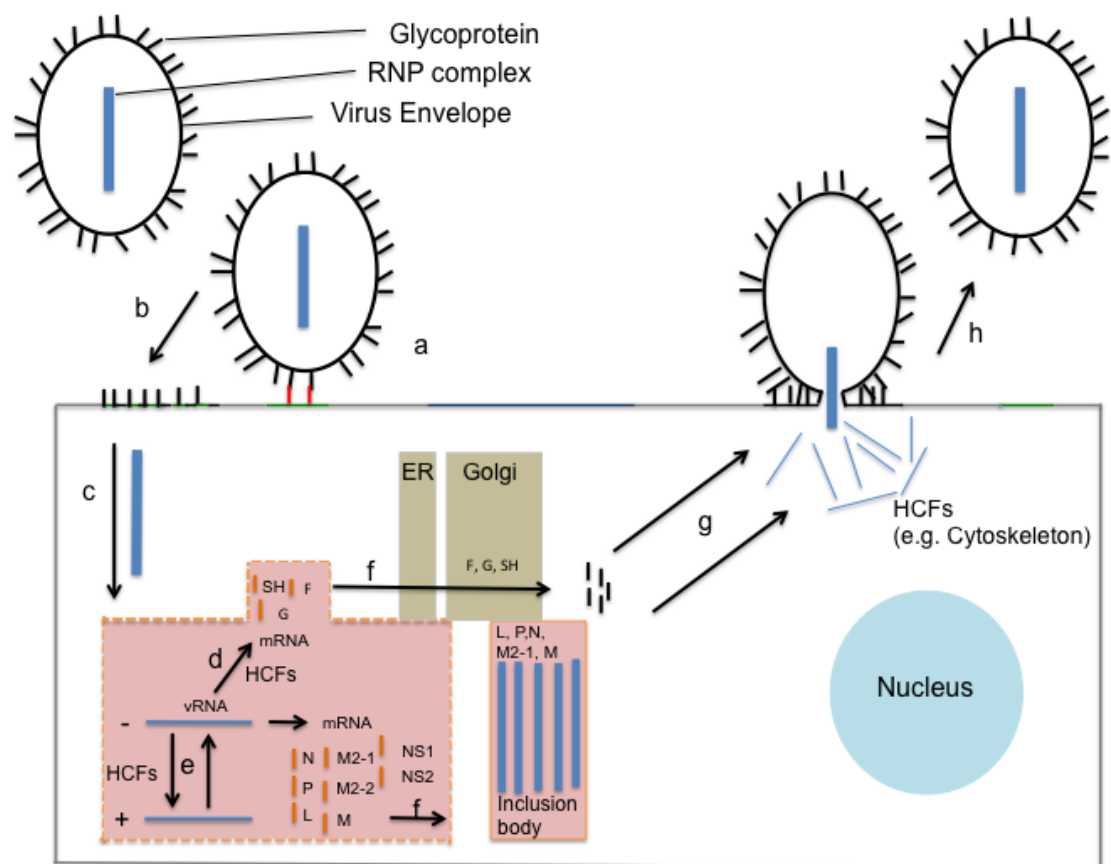 Glycoprotein
RNP complex
Virus Envelope
b
a
h
c
ER
Golgi
g
HCFs
(e.g. Cytoskeleton)
f
F, G, SH
SH
F
G
mRNA
d
HCFs
L, P,N,
M2-1, M
Nucleus
vRNA
-
mRNA
HCFs
e
N
M2-1
NS1
P
M2-2
NS2
L
M
f
+
Inclusion
body